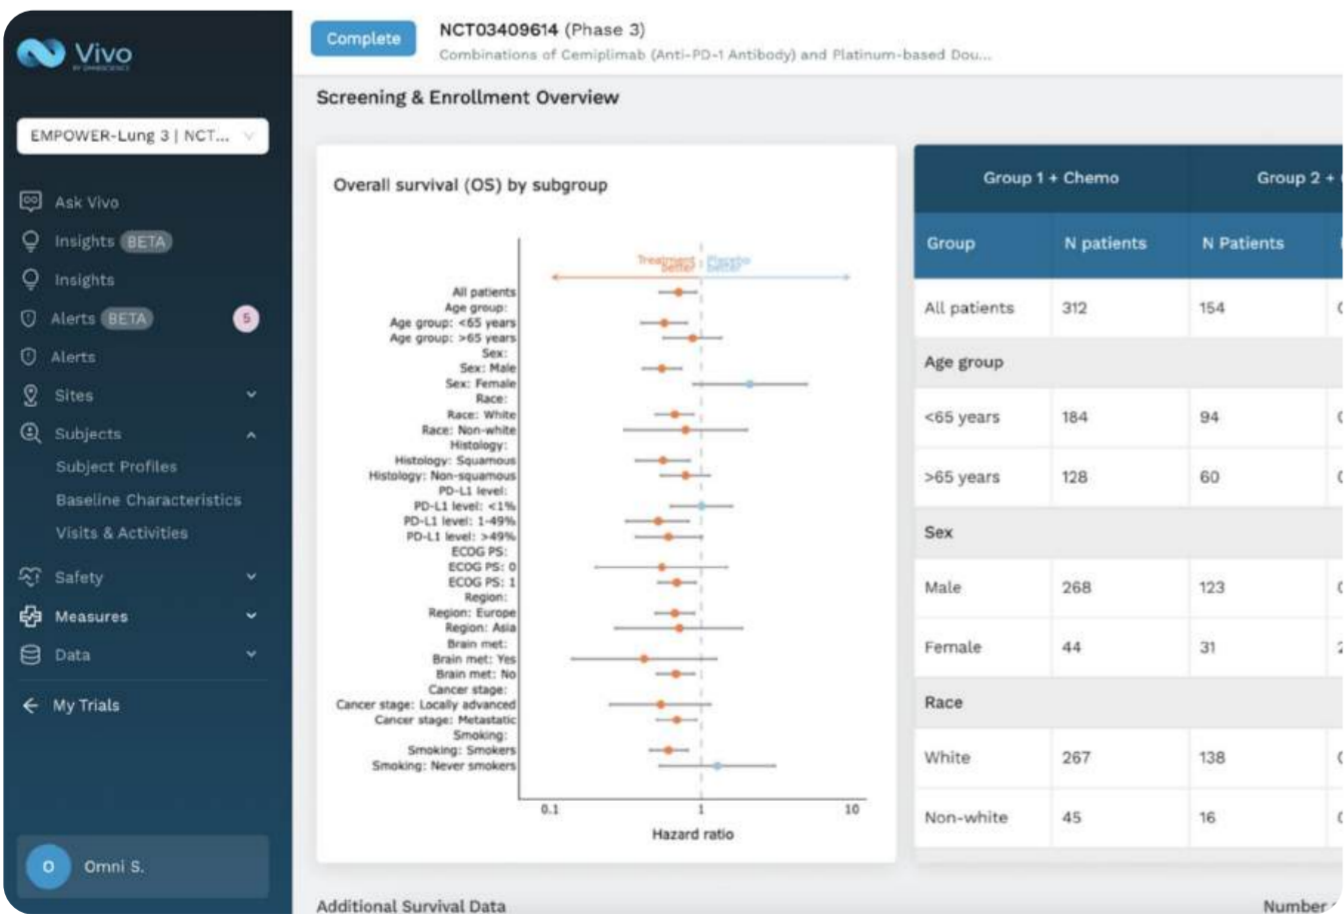 Vivo
BY OMNISCIENCE
EMPOWER-Lung 3 | NCT...
Ask Vivo
Insights BETA
Insights
Alerts BETA 5
Alerts
Sites
Subjects
Subject Profiles
Baseline Characteristics
Visits & Activities
Safety
Measures
Data
My Trials
O Omni S.
Complete
NCT03409614 (Phase 3)
Combinations of Cemiplimab (Anti-PD-1 Antibody) and Platinum-based Dou...
Screening & Enrollment Overview
Overall survival (OS) by subgroup
Treatment better
Placebo better
All patients
Age group:
Age group: <65 years
Age group: >65 years
Sex:
Sex: Male
Sex: Female
Race:
Race: White
Race: Non-white
Histology:
Histology: Squamous
Histology: Non-squamous
PD-L1 level:
PD-L1 level: <1%
PD-L1 level: 1-49%
PD-L1 level: >49%
ECOG PS:
ECOG PS: 0
ECOG PS: 1
Region:
Region: Europe
Region: Asia
Brain met:
Brain met: Yes
Brain met: No
Cancer stage:
Cancer stage: Locally advanced
Cancer stage: Metastatic
Smoking:
Smoking: Smokers
Smoking: Never smokers
0.1 1 10
Hazard ratio
Group 1 + Chemo Group 2 +
Group N patients N Patients
All patients 312 154
Age group
<65 years 184 94
>65 years 128 60
Sex
Male 268 123
Female 44 31
Race
White 267 138
Non-white 45 16
Additional Survival Data
Number